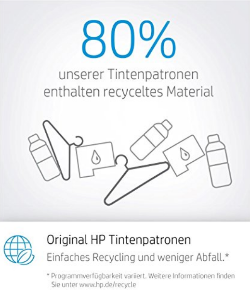 80%
unserer Tintenpatronen
enthalten recyceltes Material
Original HP Tintenpatronen
Einfaches Recycling und weniger Abfall.*
* Programmverfügbarkeit variiert. Weitere Informationen finden
Sie unter www.hp.de/recycle